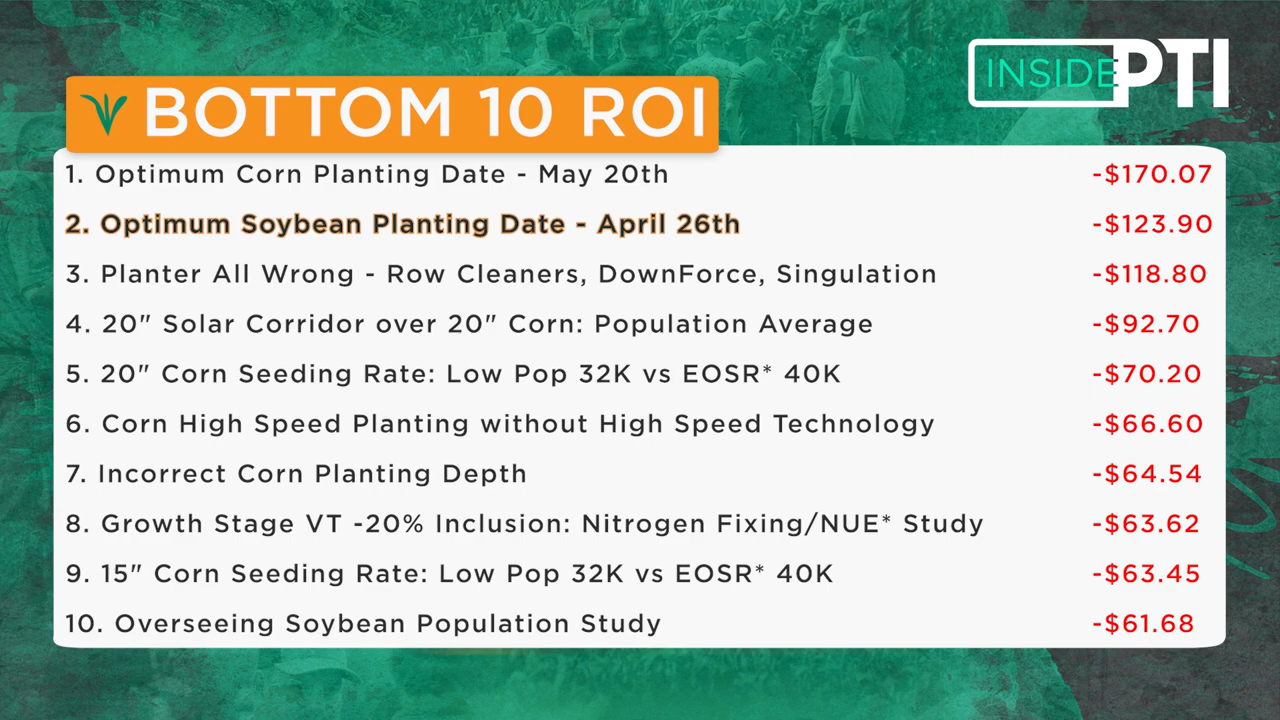 INSIDE PTI
BOTTOM 10 ROI
1. Optimum Corn Planting Date - May 20th -$170.07
2. Optimum Soybean Planting Date - April 26th -$123.90
3. Planter All Wrong - Row Cleaners, DownForce, Singulation -$118.80
4. 20" Solar Corridor over 20" Corn: Population Average -$92.70
5. 20" Corn Seeding Rate: Low Pop 32K vs EOSR* 40K -$70.20
6. Corn High Speed Planting without High Speed Technology -$66.60
7. Incorrect Corn Planting Depth -$64.54
8. Growth Stage VT -20% Inclusion: Nitrogen Fixing/NUE* Study -$63.62
9. 15" Corn Seeding Rate: Low Pop 32K vs EOSR* 40K -$63.45
10. Overseeing Soybean Population Study -$61.68